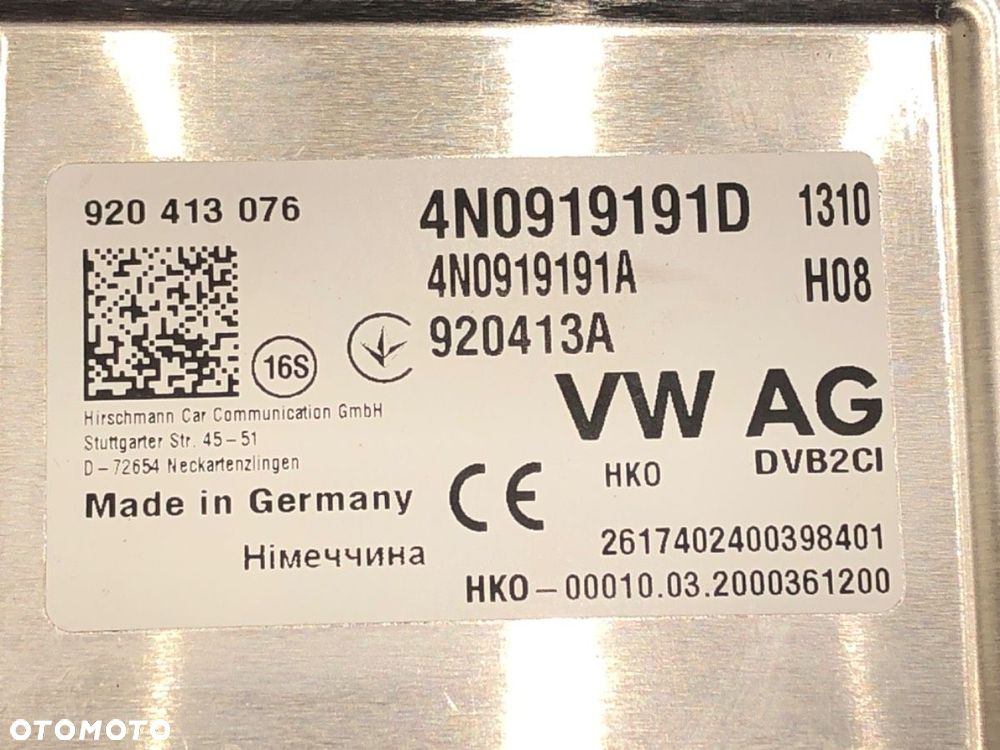 920 413 076
4N0919191D 1310
4N0919191A H08
920413A
16S
VW AG
Hirschmann Car Communication GmbH
Stuttgarter Str. 45-51
D-72654 Neckartenzlingen
HKO DVB2CI
Made in Germany CE
Німеччина
2617402400398401
HKO-00010.03.2000361200
OTOMOTO